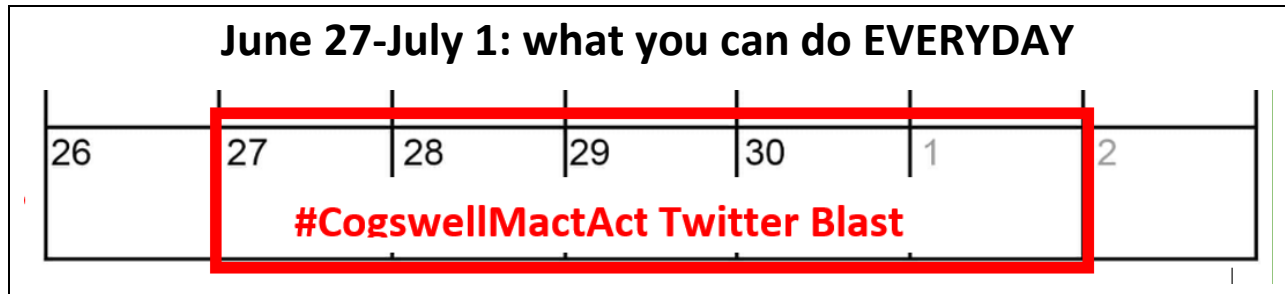 June 27-July 1: what you can do EVERYDAY
26 27 28 29 30 1 2
#CogswellMactAct Twitter Blast